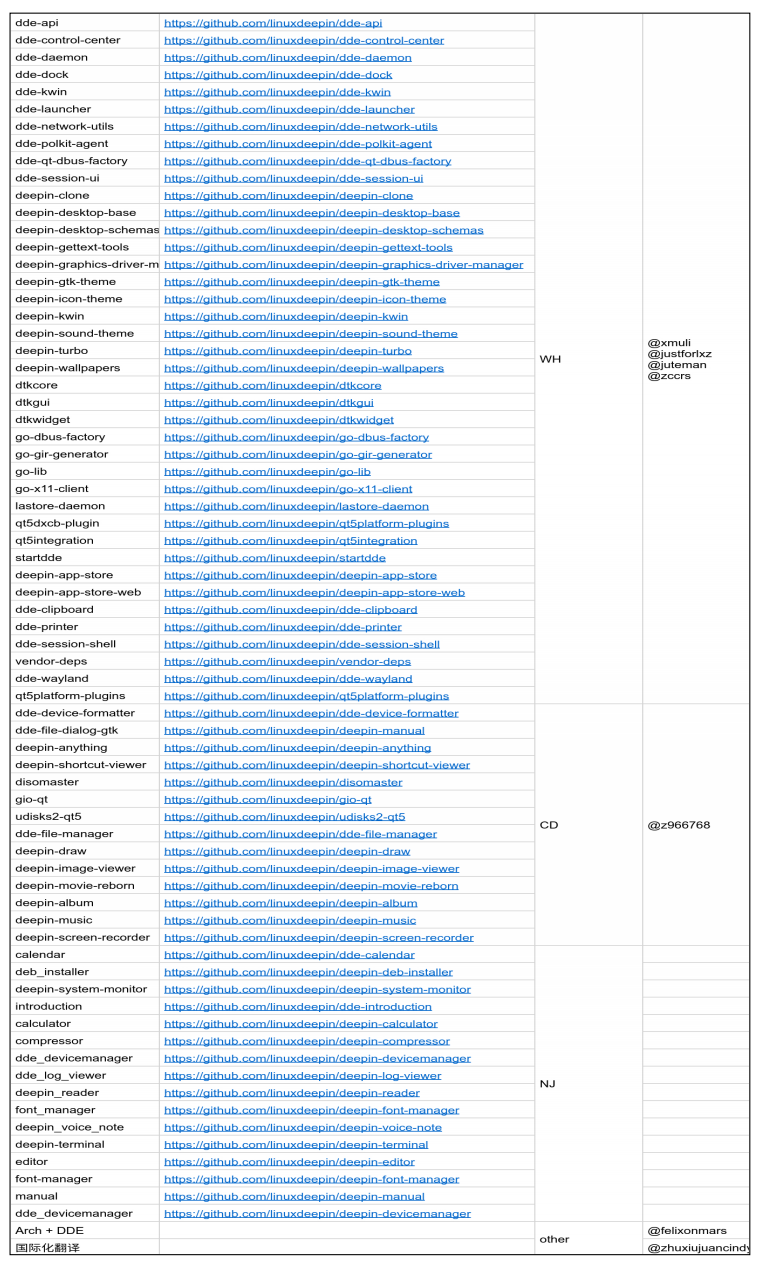 dde-api https://github.com/linuxdeepin/dde-api
dde-control-center https://github.com/linuxdeepin/dde-control-center
dde-daemon https://github.com/linuxdeepin/dde-daemon
dde-dock https://github.com/linuxdeepin/dde-dock
dde-kwin https://github.com/linuxdeepin/dde-kwin
dde-launcher https://github.com/linuxdeepin/dde-launcher
dde-network-utils https://github.com/linuxdeepin/dde-network-utils
dde-polkit-agent https://github.com/linuxdeepin/dde-polkit-agent
dde-qt-dbus-factory https://github.com/linuxdeepin/dde-qt-dbus-factory
dde-session-ui https://github.com/linuxdeepin/dde-session-ui
deepin-clone https://github.com/linuxdeepin/deepin-clone
deepin-desktop-base https://github.com/linuxdeepin/deepin-desktop-base
deepin-desktop-schemas https://github.com/linuxdeepin/deepin-desktop-schemas
deepin-gettext-tools https://github.com/linuxdeepin/deepin-gettext-tools
deepin-graphics-driver-m https://github.com/linuxdeepin/deepin-graphics-driver-manager
deepin-gtk-theme https://github.com/linuxdeepin/deepin-gtk-theme
deepin-icon-theme https://github.com/linuxdeepin/deepin-icon-theme
deepin-kwin https://github.com/linuxdeepin/deepin-kwin
deepin-sound-theme https://github.com/linuxdeepin/deepin-sound-theme
deepin-turbo https://github.com/linuxdeepin/deepin-turbo
deepin-wallpapers https://github.com/linuxdeepin/deepin-wallpapers
dtkcore https://github.com/linuxdeepin/dtkcore
dtkgui https://github.com/linuxdeepin/dtkgui
dtkwidget https://github.com/linuxdeepin/dtkwidget
go-dbus-factory https://github.com/linuxdeepin/go-dbus-factory
go-gir-generator https://github.com/linuxdeepin/go-gir-generator
go-lib https://github.com/linuxdeepin/go-lib
go-x11-client https://github.com/linuxdeepin/go-x11-client
lastore-daemon https://github.com/linuxdeepin/lastore-daemon
qt5dxcb-plugin https://github.com/linuxdeepin/qt5platform-plugins
qt5integration https://github.com/linuxdeepin/qt5integration
startdde https://github.com/linuxdeepin/startdde
deepin-app-store https://github.com/linuxdeepin/deepin-app-store
deepin-app-store-web https://github.com/linuxdeepin/deepin-app-store-web
dde-clipboard https://github.com/linuxdeepin/dde-clipboard
dde-printer https://github.com/linuxdeepin/dde-printer
dde-session-shell https://github.com/linuxdeepin/dde-session-shell
vendor-deps https://github.com/linuxdeepin/vendor-deps
dde-wayland https://github.com/linuxdeepin/dde-wayland
qt5platform-plugins https://github.com/linuxdeepin/qt5platform-plugins
WH
@xmuli
@justforlxz
@juteman
@zccrs
dde-device-formatter https://github.com/linuxdeepin/dde-device-formatter
dde-file-dialog-gtk https://github.com/linuxdeepin/deepin-manual
deepin-anything https://github.com/linuxdeepin/deepin-anything
deepin-shortcut-viewer https://github.com/linuxdeepin/deepin-shortcut-viewer
disomaster https://github.com/linuxdeepin/disomaster
gio-qt https://github.com/linuxdeepin/gio-qt
udisks2-qt5 https://github.com/linuxdeepin/udisks2-qt5
dde-file-manager https://github.com/linuxdeepin/dde-file-manager
deepin-draw https://github.com/linuxdeepin/deepin-draw
deepin-image-viewer https://github.com/linuxdeepin/deepin-image-viewer
deepin-movie-reborn https://github.com/linuxdeepin/deepin-movie-reborn
deepin-album https://github.com/linuxdeepin/deepin-album
deepin-music https://github.com/linuxdeepin/deepin-music
deepin-screen-recorder https://github.com/linuxdeepin/deepin-screen-recorder
CD @z966768
calendar https://github.com/linuxdeepin/dde-calendar
deb_installer https://github.com/linuxdeepin/deepin-deb-installer
deepin-system-monitor https://github.com/linuxdeepin/deepin-system-monitor
introduction https://github.com/linuxdeepin/dde-introduction
calculator https://github.com/linuxdeepin/deepin-calculator
compressor https://github.com/linuxdeepin/deepin-compressor
dde_devicemanager https://github.com/linuxdeepin/deepin-devicemanager
dde_log_viewer https://github.com/linuxdeepin/deepin-log-viewer
deepin_reader https://github.com/linuxdeepin/deepin-reader
font_manager https://github.com/linuxdeepin/deepin-font-manager
deepin_voice_note https://github.com/linuxdeepin/deepin-voice-note
deepin-terminal https://github.com/linuxdeepin/deepin-terminal
editor https://github.com/linuxdeepin/deepin-editor
font-manager https://github.com/linuxdeepin/deepin-font-manager
manual https://github.com/linuxdeepin/deepin-manual
dde_devicemanager https://github.com/linuxdeepin/deepin-devicemanager
NJ
Arch + DDE @felixonmars
other
国际化翻译 @zhuxiujuancindy